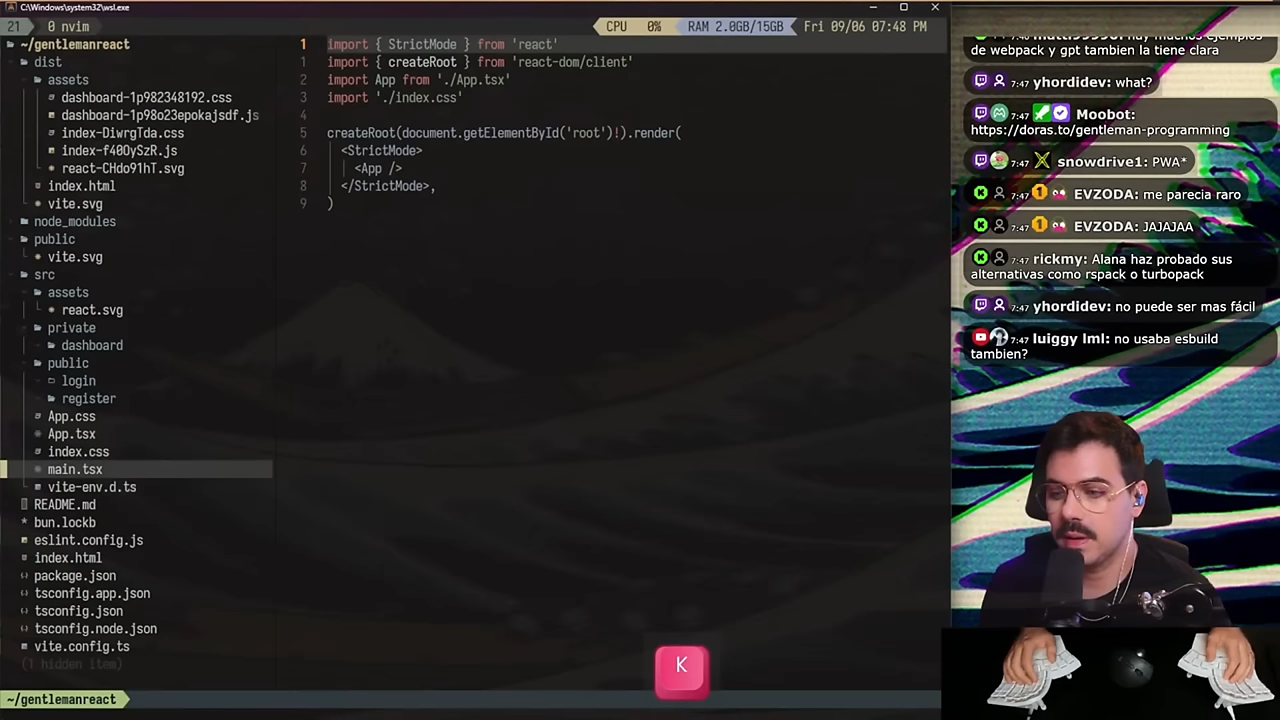 C:\Windows\system32\wsl.exe
21
0 nvim
CPU 0%
RAM 2.0GB/15GB
Fri 09/06 07:48 PM
~/gentlemanreact
dist
assets
dashboard-1p982348192.css
dashboard-1p98o23epokajsdf.js
index-DiwrgTda.css
index-f40OySzR.js
react-CHdo91hT.svg
index.html
vite.svg
node_modules
public
vite.svg
src
assets
react.svg
private
dashboard
public
login
register
App.css
App.tsx
index.css
main.tsx
vite-env.d.ts
README.md
bun.lockb
eslint.config.js
index.html
package.json
tsconfig.app.json
tsconfig.json
tsconfig.node.json
vite.config.ts
(1 hidden item)
~/gentlemanreact
1 import { StrictMode } from 'react'
1 import { createRoot } from 'react-dom/client'
2 import App from './App.tsx'
3 import './index.css'
4
5 createRoot(document.getElementById('root')!).render(
6 <StrictMode>
7 <App />
8 </StrictMode>,
9 )
K
de webpack y gpt tambien la tiene clara
7:47 yhordidev: what?
7:47 Moobot:
https://doras.to/gentleman-programming
7:47 snowdrive1: PWA*
7:47 1 EVZODA: me parecia raro
7:47 1 EVZODA: JAJAJAA
7:47 rickmy: Alana haz probado sus
alternativas como rspack o turbopack
7:47 yhordidev: no puede ser mas fácil
7:47 luiggy lml: no usaba esbuild
tambien?